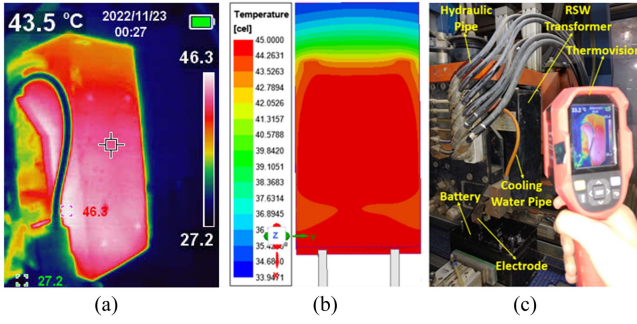 43.5 °C
2022/11/23
00:27
46.3
46.3
27.2
27.2
(a)
Temperature
[cel]
45.0000
44.2631
43.5263
42.7894
42.0526
41.3157
40.5788
39.8420
39.1051
38.3683
37.6314
36.8945
34.6840
33.9471
Z
(b)
Hydraulic
Pipe
RSW
Transformer
Thermovision
Cooling
Water Pipe
Battery
Electrode
(c)